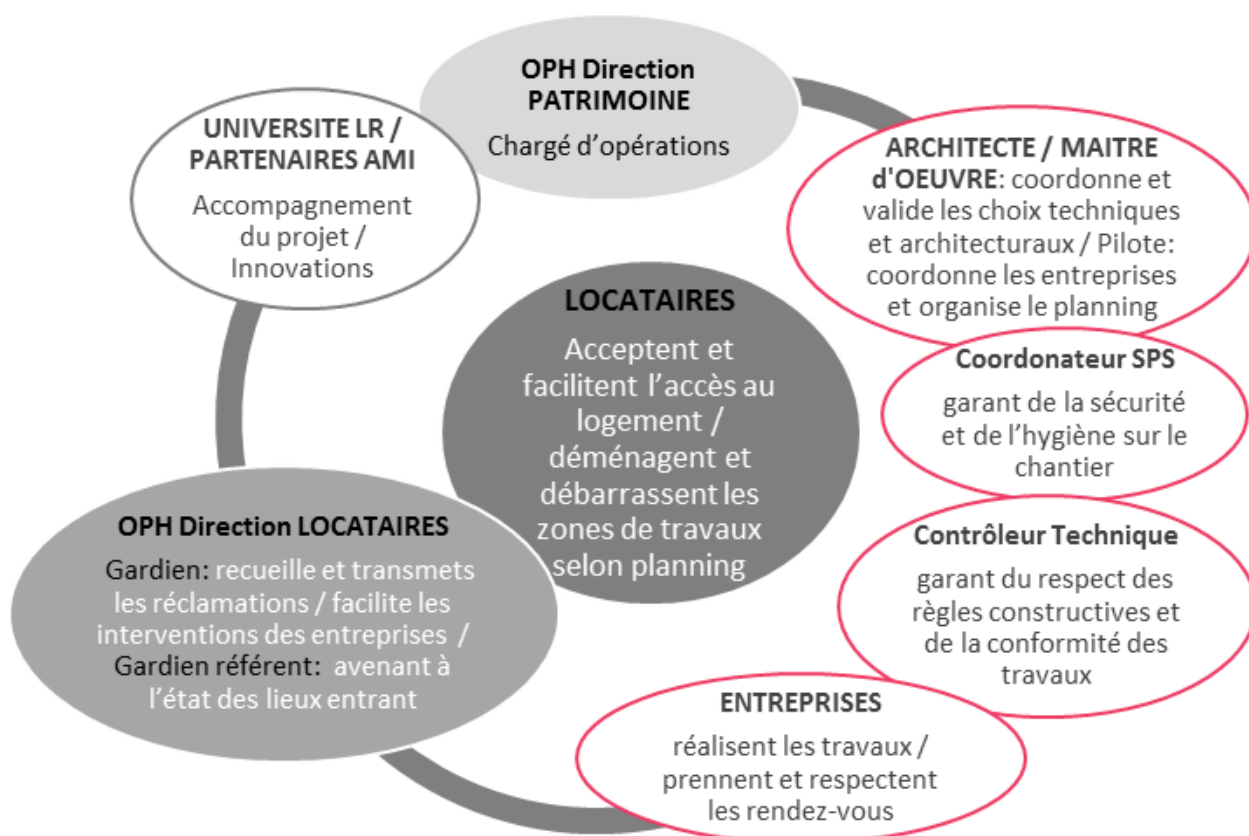 OPH Direction
PATRIMOINE
Chargé d'opérations
UNIVERSITE LR /
PARTENAIRES AMI
Accompagnement
du projet /
Innovations
ARCHITECTE / MAITRE
d'OEUVRE: coordonne et
valide les choix techniques
et architecturaux / Pilote:
coordonne les entreprises
et organise le planning
LOCATAIRES
Acceptent et
facilitent l'accès au
logement /
déménagent et
débarrassent les
zones de travaux
selon planning
Coordonateur SPS
garant de la sécurité
et de l'hygiène sur le
chantier
OPH Direction LOCATAIRES
Gardien: recueille et transmets
les réclamations / facilite les
interventions des entreprises /
Gardien référent: avenant à
l'état des lieux entrant
Contrôleur Technique
garant du respect des
règles constructives et
de la conformité des
travaux
ENTREPRISES
réalisent les travaux /
prennent et respectent
les rendez-vous